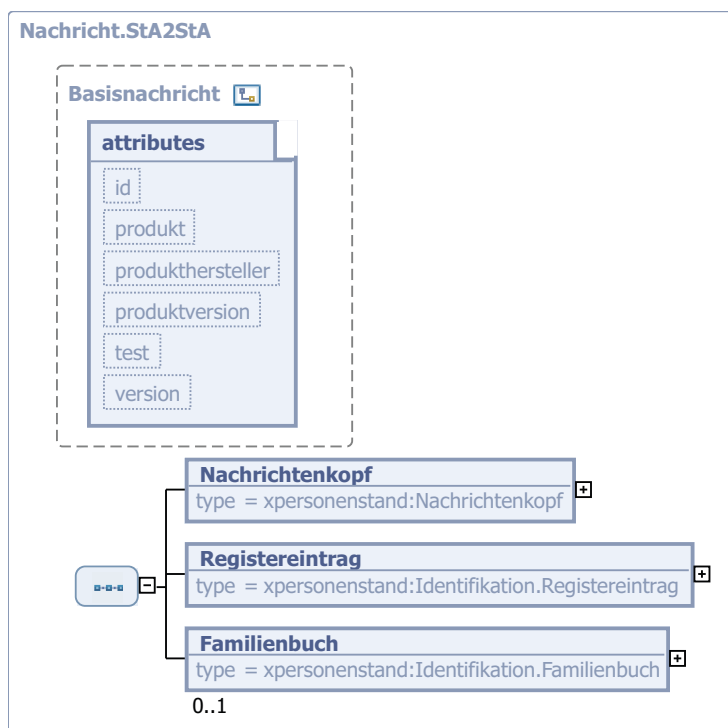 Nachricht.StA2StA
Basisnachricht
attributes
id
produkt
produkthersteller
produktversion
test
version
Nachrichtenkopf
type = xpersonenstand:Nachrichtenkopf
Registereintrag
type = xpersonenstand:Identifikation.Registereintrag
Familienbuch
type = xpersonenstand:Identifikation.Familienbuch
0..1